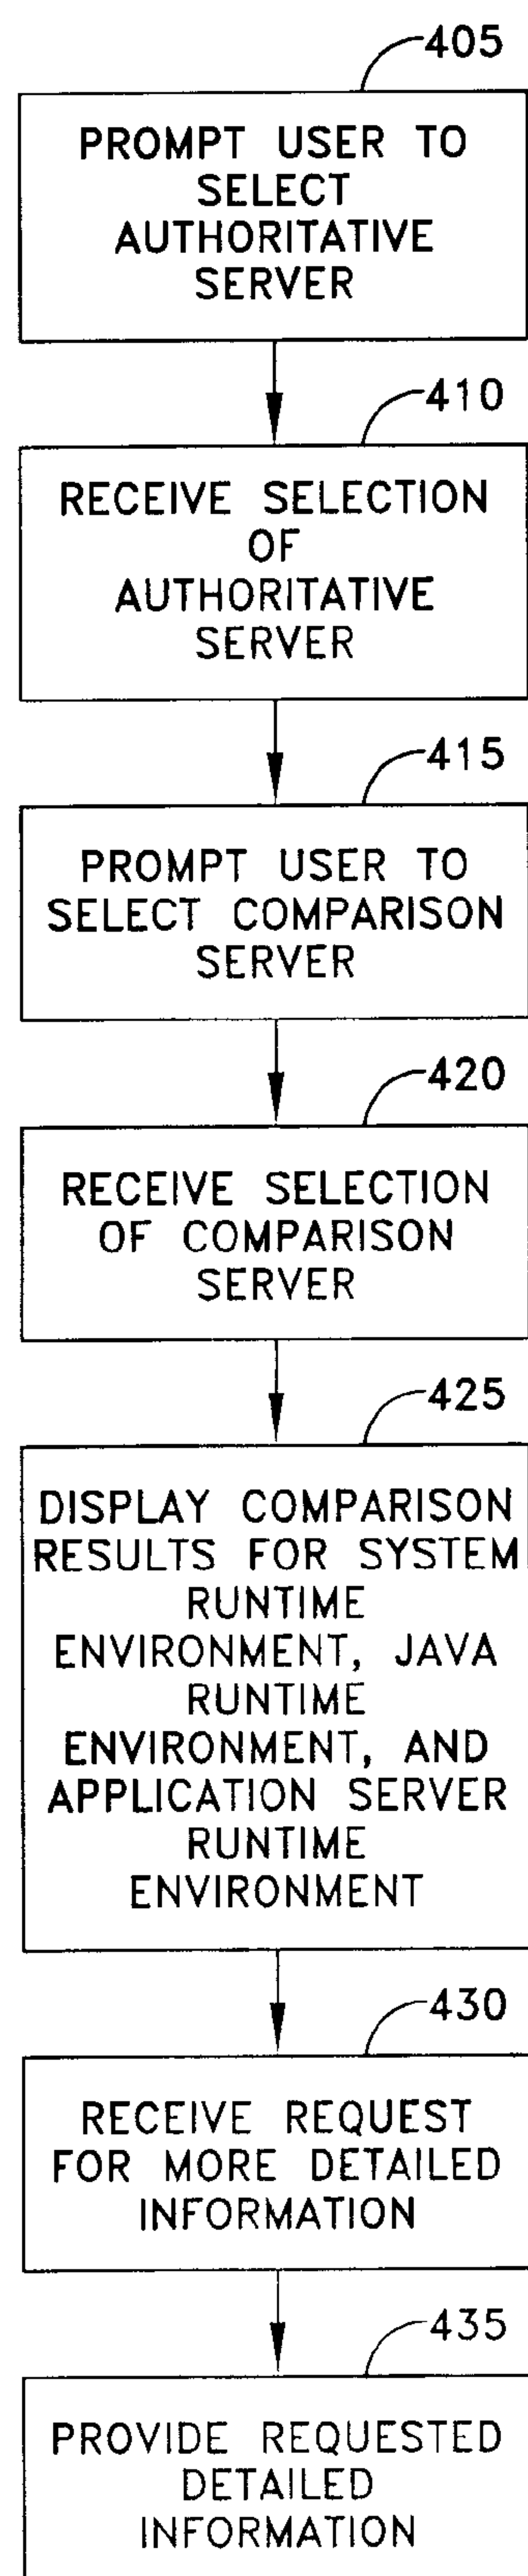 405
PROMPT USER TO
SELECT
AUTHORITATIVE
SERVER
410
RECEIVE SELECTION
OF
AUTHORITATIVE
SERVER
415
PROMPT USER TO
SELECT COMPARISON
SERVER
420
RECEIVE SELECTION
OF COMPARISON
SERVER
425
DISPLAY COMPARISON
RESULTS FOR SYSTEM
RUNTIME
ENVIRONMENT, JAVA
RUNTIME
ENVIRONMENT, AND
APPLICATION SERVER
RUNTIME
ENVIRONMENT
430
RECEIVE REQUEST
FOR MORE DETAILED
INFORMATION
435
PROVIDE REQUESTED
DETAILED
INFORMATION